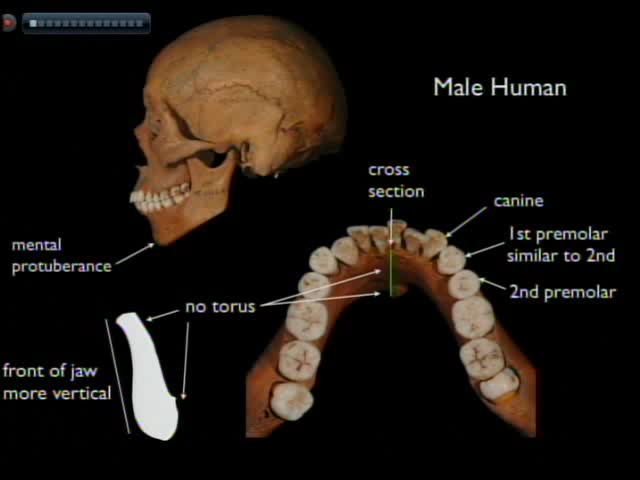 Male Human
cross
section
canine
1st premolar
similar to 2nd
mental
protuberance
2nd premolar
no torus
front of jaw
more vertical